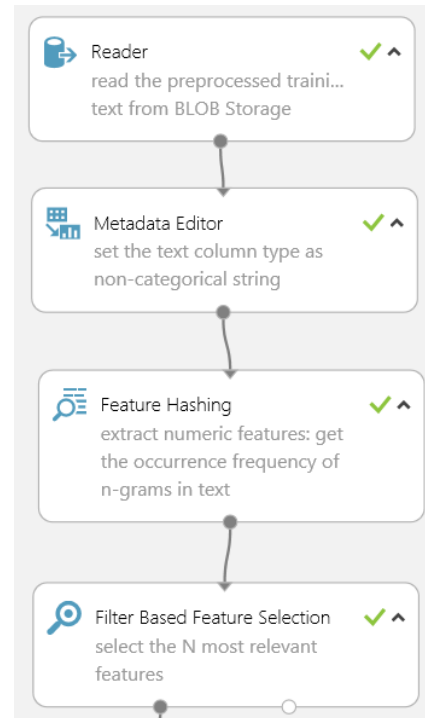 Reader
read the preprocessed traini...
text from BLOB Storage
Metadata Editor
set the text column type as
non-categorical string
Feature Hashing
extract numeric features: get
the occurrence frequency of
n-grams in text
Filter Based Feature Selection
select the N most relevant
features